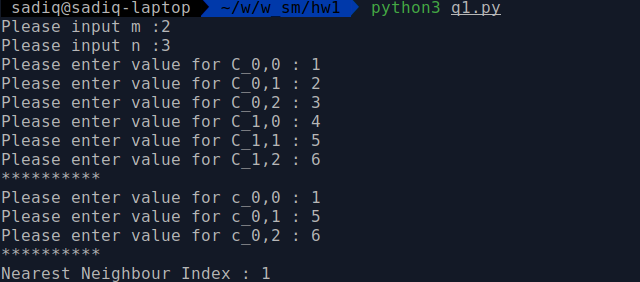 sadiq@sadiq-laptop ~/w/w_sm/hw1 python3 q1.py
Please input m :2
Please input n :3
Please enter value for C_0,0 : 1
Please enter value for C_0,1 : 2
Please enter value for C_0,2 : 3
Please enter value for C_1,0 : 4
Please enter value for C_1,1 : 5
Please enter value for C_1,2 : 6
**********
Please enter value for c_0,0 : 1
Please enter value for c_0,1 : 5
Please enter value for c_0,2 : 6
**********
Nearest Neighbour Index : 1